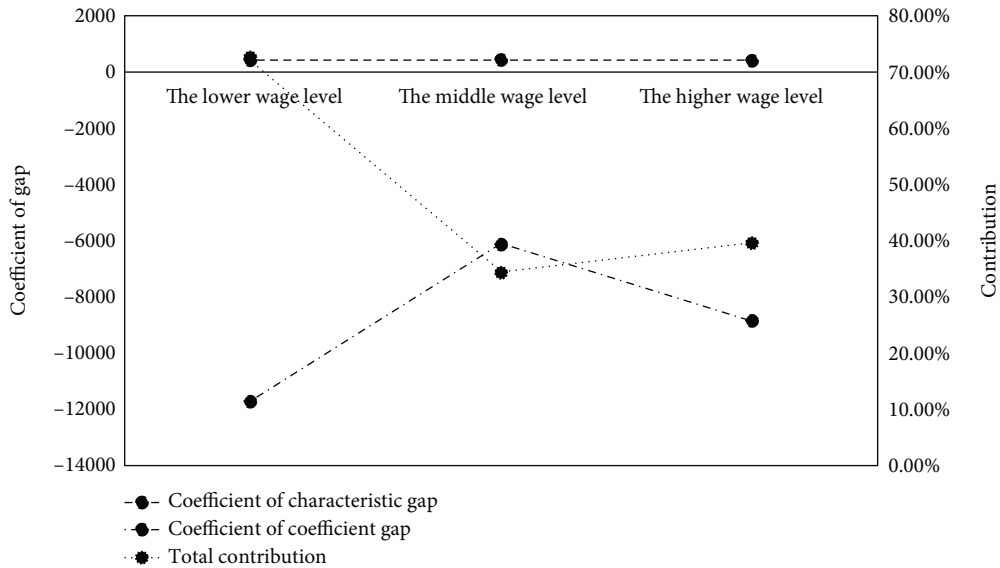 2000
0
−2000
−4000
−6000
−8000
−10000
−12000
−14000
Coefficient of gap
The lower wage level
The middle wage level
The higher wage level
80.00%
70.00%
60.00%
50.00%
40.00%
30.00%
20.00%
10.00%
0.00%
Contribution
Coefficient of characteristic gap
Coefficient of coefficient gap
Total contribution